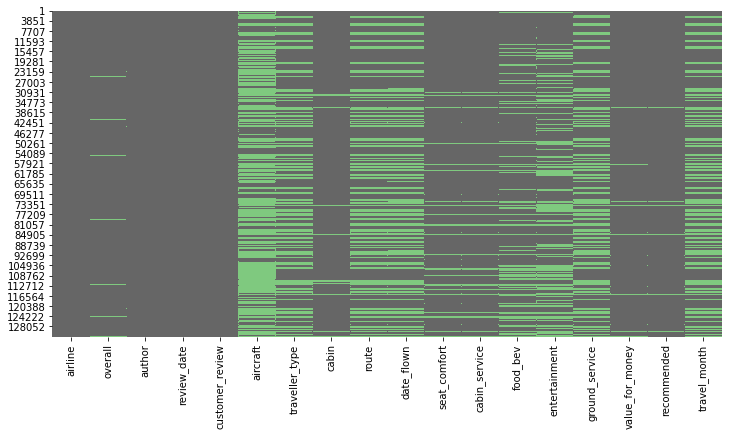 1
3851
7707
11593
15457
19281
23159
27003
30931
34773
38615
42451
46277
50261
54089
57921
61785
65635
69511
73351
77209
81057
84905
88739
92699
104936
108762
112712
116564
120388
124222
128052
airline
overall
author
review_date
customer_review
aircraft
traveller_type
cabin
route
date_flown
seat_comfort
cabin_service
food_bev
entertainment
ground_service
value_for_money
recommended
travel_month